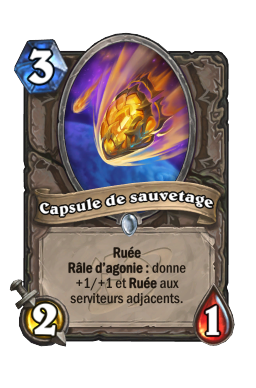 3
Capsule de sauvetage
Ruée
Râle d'agonie : donne
+1/+1 et Ruée aux
serviteurs adjacents.
2
1